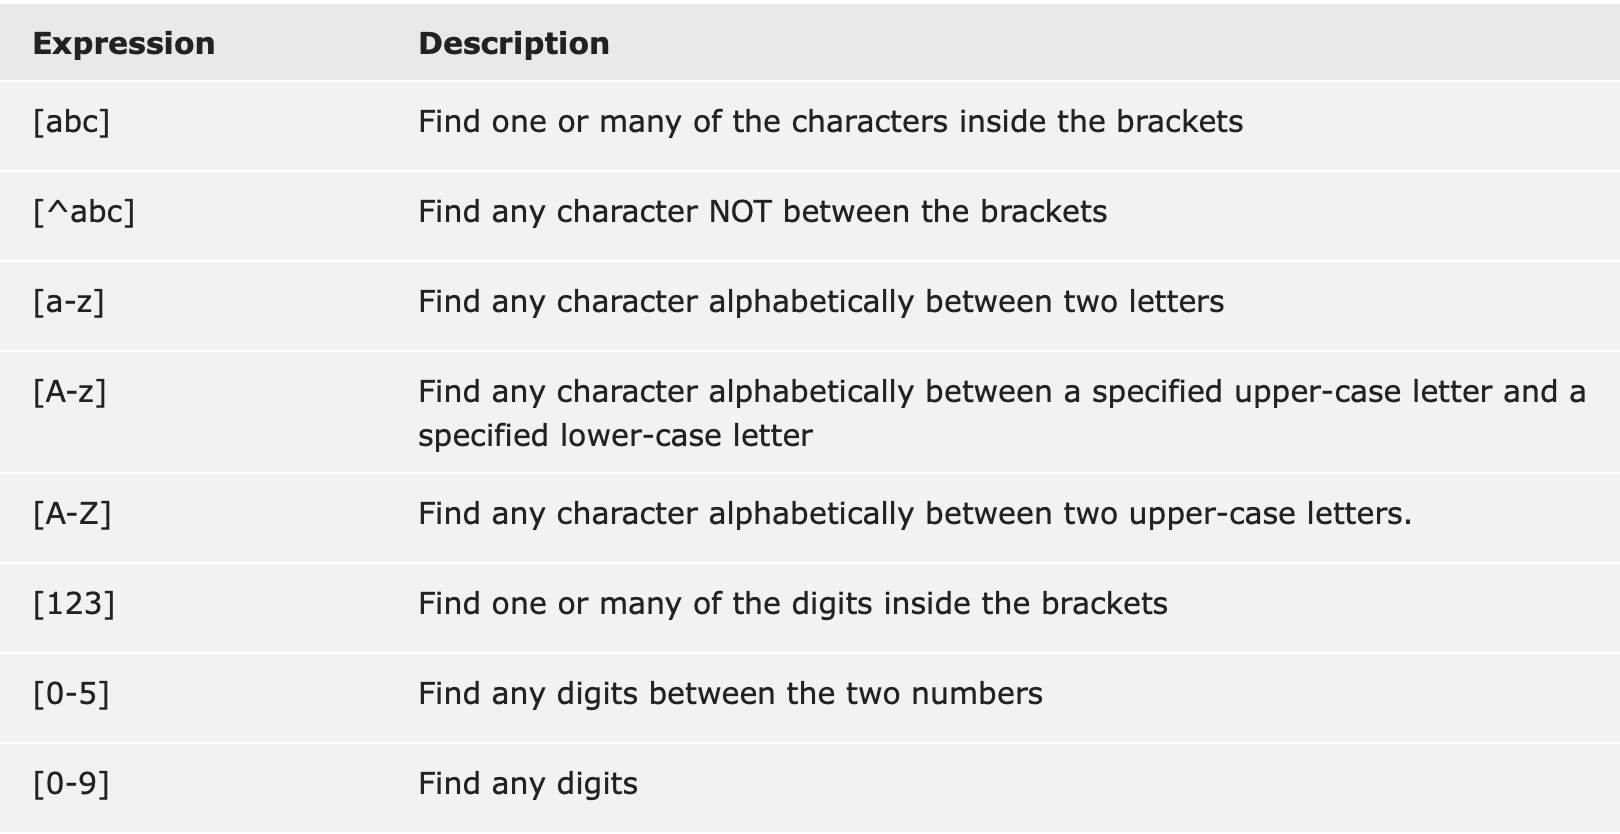 Expression Description
[abc] Find one or many of the characters inside the brackets
[^abc] Find any character NOT between the brackets
[a-z] Find any character alphabetically between two letters
[A-z] Find any character alphabetically between a specified upper-case letter and a
specified lower-case letter
[A-Z] Find any character alphabetically between two upper-case letters.
[123] Find one or many of the digits inside the brackets
[0-5] Find any digits between the two numbers
[0-9] Find any digits